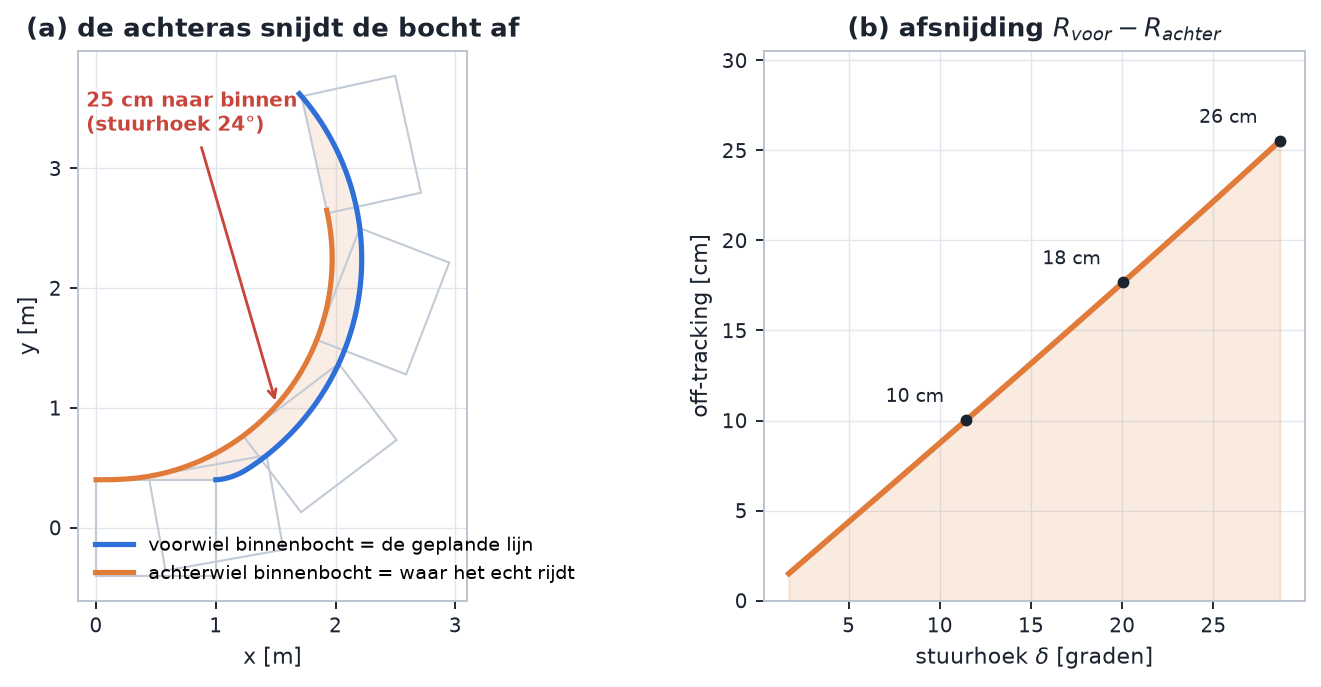 (a) de achteras snijdt de bocht af
25 cm naar binnen
(stuurhoek 24°)
3
2
1
0
y [m]
voorwiel binnenbocht = de geplande lijn
achterwiel binnenbocht = waar het echt rijdt
0 1 2 3
x [m]
(b) afsnijding R_voor − R_achter
30
25
20
15
10
5
0
off-tracking [cm]
26 cm
18 cm
10 cm
5 10 15 20 25
stuurhoek δ [graden]